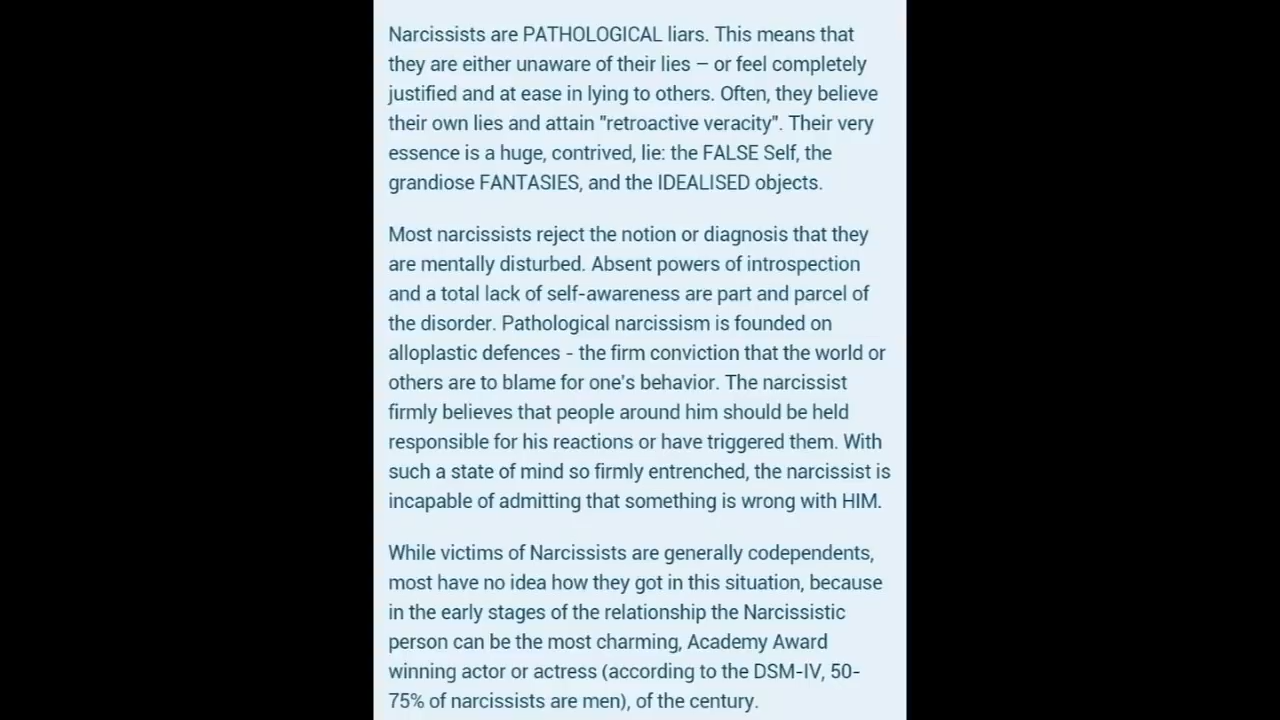 Narcissists are PATHOLOGICAL liars. This means that
they are either unaware of their lies – or feel completely
justified and at ease in lying to others. Often, they believe
their own lies and attain "retroactive veracity". Their very
essence is a huge, contrived, lie: the FALSE Self, the
grandiose FANTASIES, and the IDEALISED objects.
Most narcissists reject the notion or diagnosis that they
are mentally disturbed. Absent powers of introspection
and a total lack of self-awareness are part and parcel of
the disorder. Pathological narcissism is founded on
alloplastic defences - the firm conviction that the world or
others are to blame for one's behavior. The narcissist
firmly believes that people around him should be held
responsible for his reactions or have triggered them. With
such a state of mind so firmly entrenched, the narcissist is
incapable of admitting that something is wrong with HIM.
While victims of Narcissists are generally codependents,
most have no idea how they got in this situation, because
in the early stages of the relationship the Narcissistic
person can be the most charming, Academy Award
winning actor or actress (according to the DSM-IV, 50-
75% of narcissists are men), of the century.